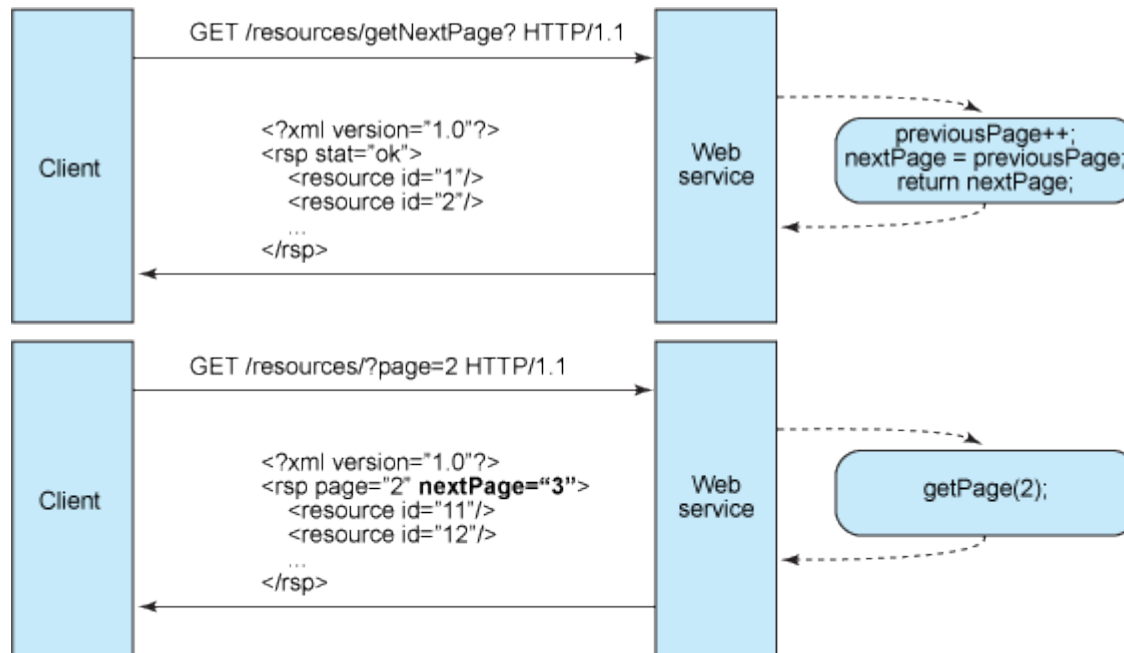 GET /resources/getNextPage? HTTP/1.1
Client
<?xml version="1.0"?>
<rsp stat="ok">
<resource id="1"/>
<resource id="2"/>
...
</rsp>
Web
service
previousPage++;
nextPage = previousPage;
return nextPage;
GET /resources/?page=2 HTTP/1.1
Client
<?xml version="1.0"?>
<rsp page="2" nextPage="3">
<resource id="11"/>
<resource id="12"/>
...
</rsp>
Web
service
getPage(2);